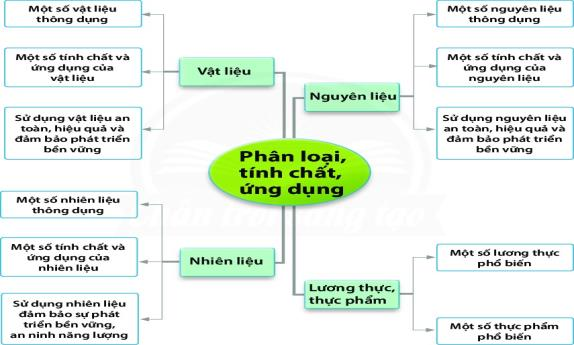 Một số vật liệu
thông dụng
Một số tính chất và
ứng dụng của
vật liệu
Sử dụng vật liệu an
toàn, hiệu quả và
đảm bảo phát triển
bền vững
Vật liệu
Nguyên liệu
Một số nguyên liệu
thông dụng
Một số tính chất và
ứng dụng của
nguyên liệu
Sử dụng nguyên liệu
an toàn, hiệu quả và
đảm bảo phát triển
bền vững
Phân loại,
tính chất,
ứng dụng
Một số nhiên liệu
thông dụng
Một số tính chất và
ứng dụng của
nhiên liệu
Sử dụng nhiên liệu
đảm bảo sự phát
triển bền vững,
an ninh năng lượng
Nhiên liệu
Lương thực,
thực phẩm
Một số lương thực
phổ biến
Một số thực phẩm
phổ biến